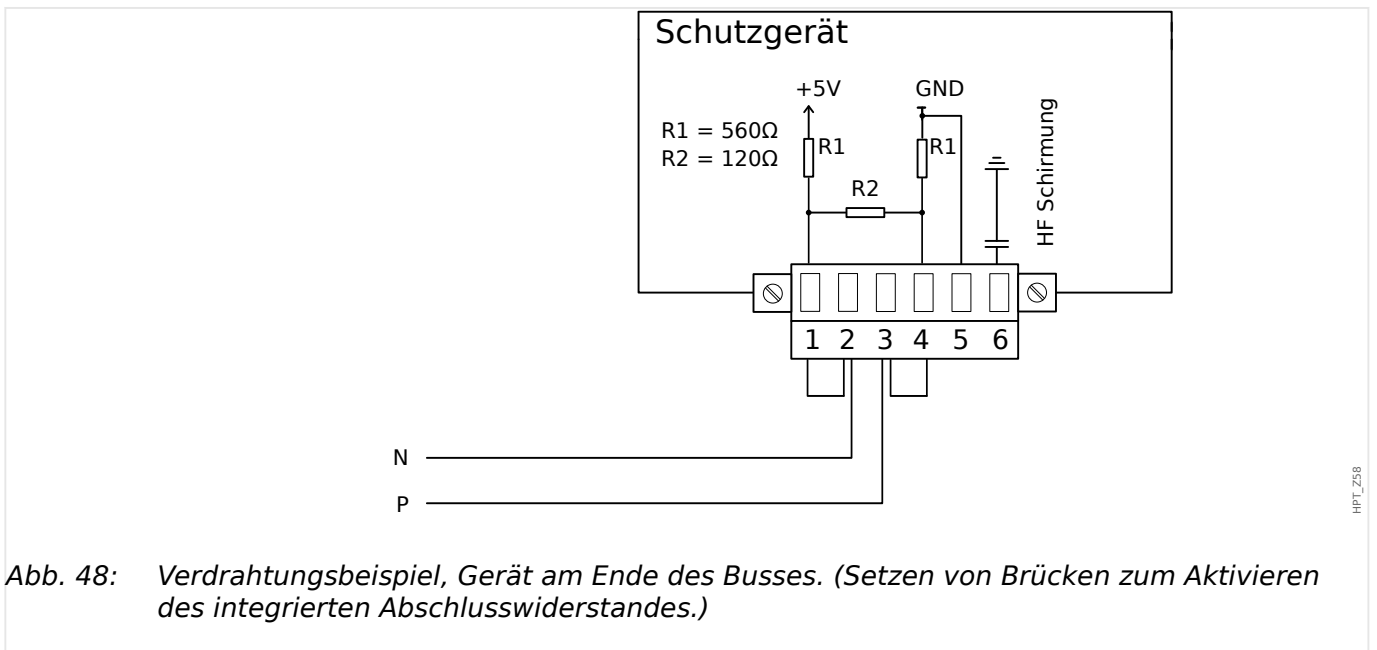 Schutzgerät
+5V
GND
R1 = 560Ω
R2 = 120Ω
R1
R1
R2
HF Schirmung
1 2 3 4 5 6
N
P
HPT_Z58
Abb. 48: Verdrahtungsbeispiel, Gerät am Ende des Busses. (Setzen von Brücken zum Aktivieren
des integrierten Abschlusswiderstandes.)